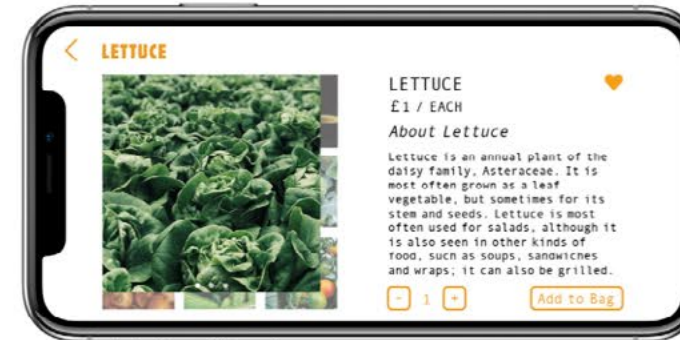 LETTUCE
LETTUCE
£1 / EACH
About Lettuce
Lettuce is an annual plant of the
daisy family, Asteraceae. It is
most often grown as a leaf
vegetable, but sometimes for its
stem and seeds. Lettuce is most
often used for salads, although it
is also seen in other kinds of
food, such as soups, sandwiches
and wraps; it can also be grilled.
- 1 +
Add to Bag